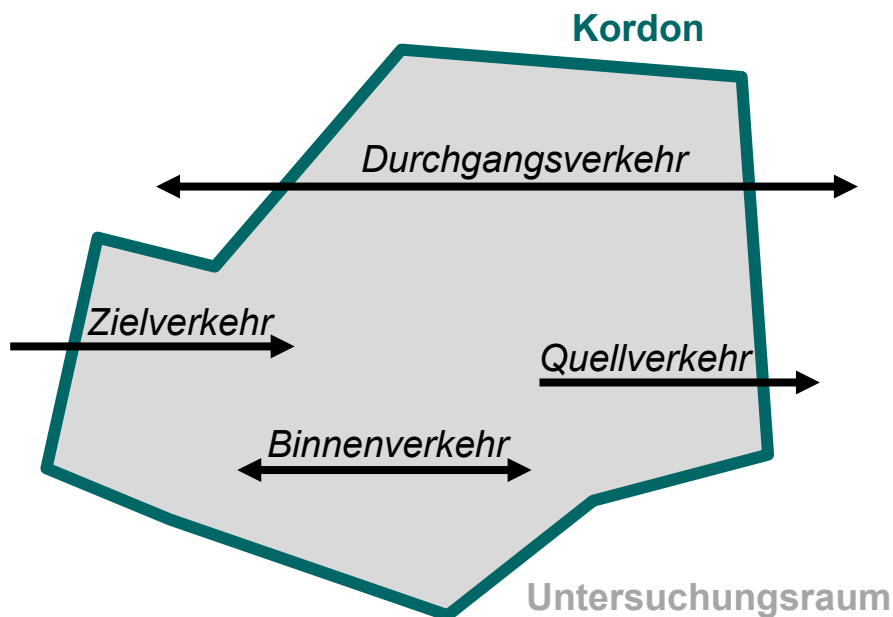 Kordon
Durchgangsverkehr
Zielverkehr
Quellverkehr
Binnenverkehr
Untersuchungsraum